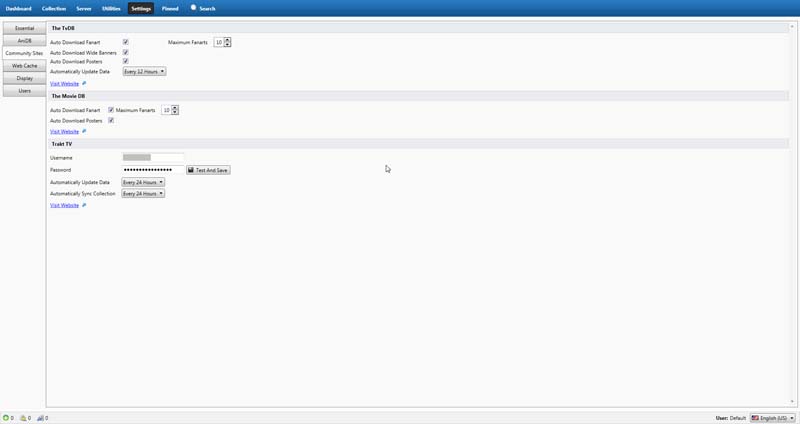 Dashboard Collection Server Utilities Settings Pinned Search
Essential
AniDB
Community Sites
Web Cache
Display
Users
The TvDB
Auto Download Fanart Maximum Fanarts 10
Auto Download Wide Banners
Auto Download Posters
Automatically Update Data Every 12 Hours
Visit Website
The Movie DB
Auto Download Fanart Maximum Fanarts 10
Auto Download Posters
Visit Website
Trakt TV
Username
Password •••••••••••••••• Test And Save
Automatically Update Data Every 24 Hours
Automatically Sync Collection Every 24 Hours
Visit Website
0 0 0 User: Default English (US)